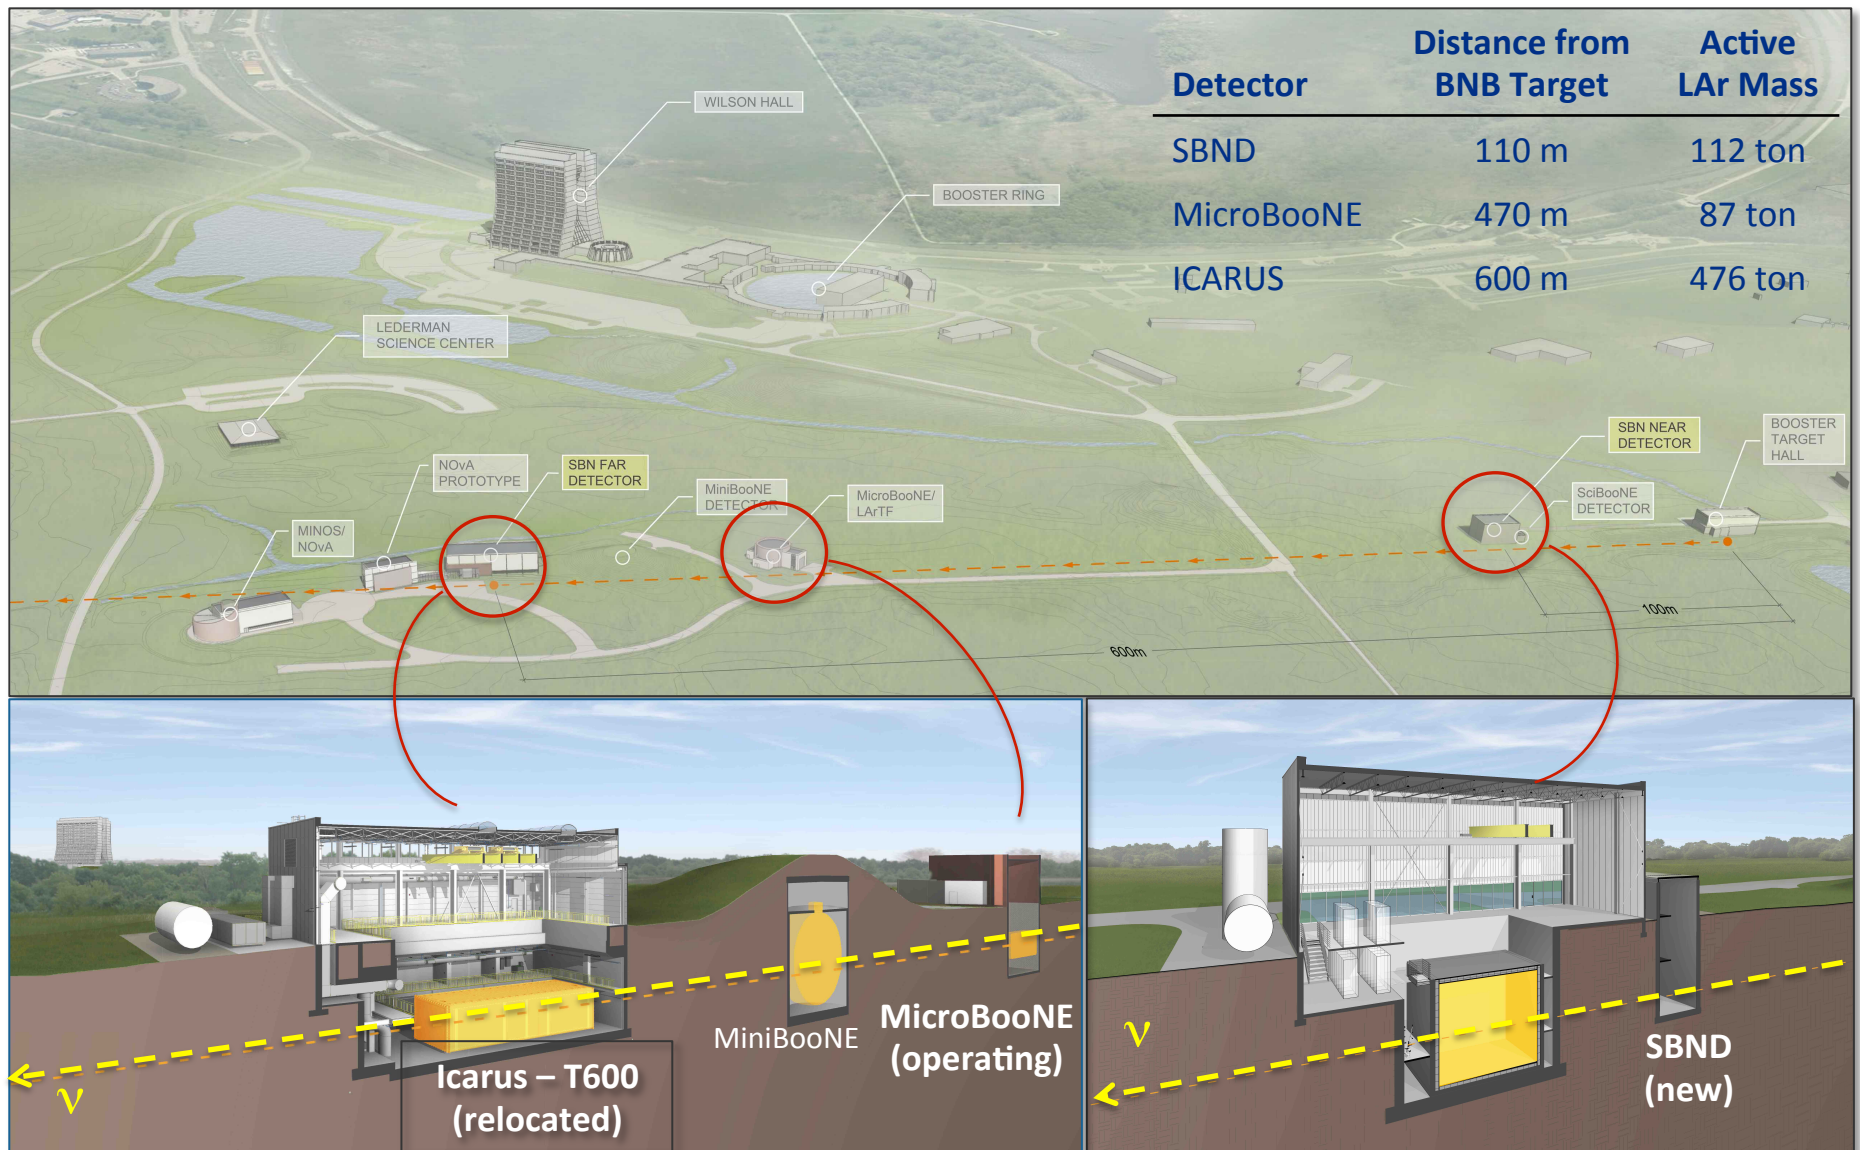 Distance from Active
Detector BNB Target LAr Mass
SBND 110 m 112 ton
MicroBooNE 470 m 87 ton
ICARUS 600 m 476 ton
WILSON HALL
BOOSTER RING
LEDERMAN
SCIENCE CENTER
NOvA
PROTOTYPE
SBN FAR
DETECTOR
MiniBooNE
DETECTOR
MicroBooNE/
LArTF
SBN NEAR
DETECTOR
BOOSTER
TARGET
HALL
SciBooNE
DETECTOR
MINOS/
NOvA
100m
600m
MiniBooNE
MicroBooNE
(operating)
Icarus – T600
(relocated)
ν
SBND
(new)
ν